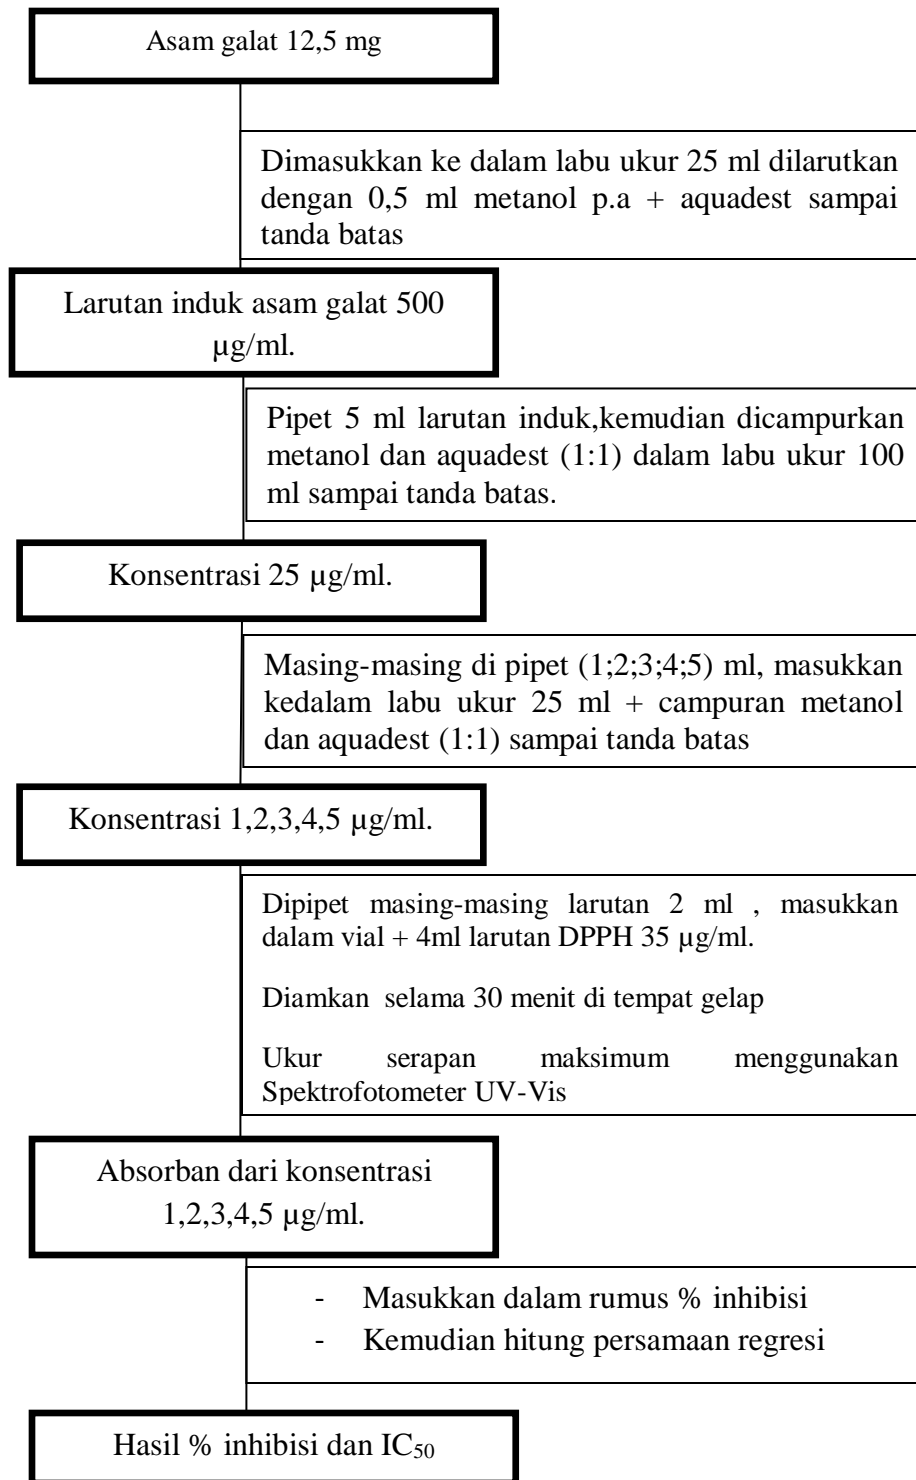 Asam galat 12,5 mg
Dimasukkan ke dalam labu ukur 25 ml dilarutkan
dengan 0,5 ml metanol p.a + aquadest sampai
tanda batas
Larutan induk asam galat 500
µg/ml.
Pipet 5 ml larutan induk,kemudian dicampurkan
metanol dan aquadest (1:1) dalam labu ukur 100
ml sampai tanda batas.
Konsentrasi 25 µg/ml.
Masing-masing di pipet (1;2;3;4;5) ml, masukkan
kedalam labu ukur 25 ml + campuran metanol
dan aquadest (1:1) sampai tanda batas
Konsentrasi 1,2,3,4,5 µg/ml.
Dipipet masing-masing larutan 2 ml , masukkan
dalam vial + 4ml larutan DPPH 35 µg/ml.
Diamkan selama 30 menit di tempat gelap
Ukur serapan maksimum menggunakan
Spektrofotometer UV-Vis
Absorban dari konsentrasi
1,2,3,4,5 µg/ml.
- Masukkan dalam rumus % inhibisi
- Kemudian hitung persamaan regresi
Hasil % inhibisi dan IC₅₀